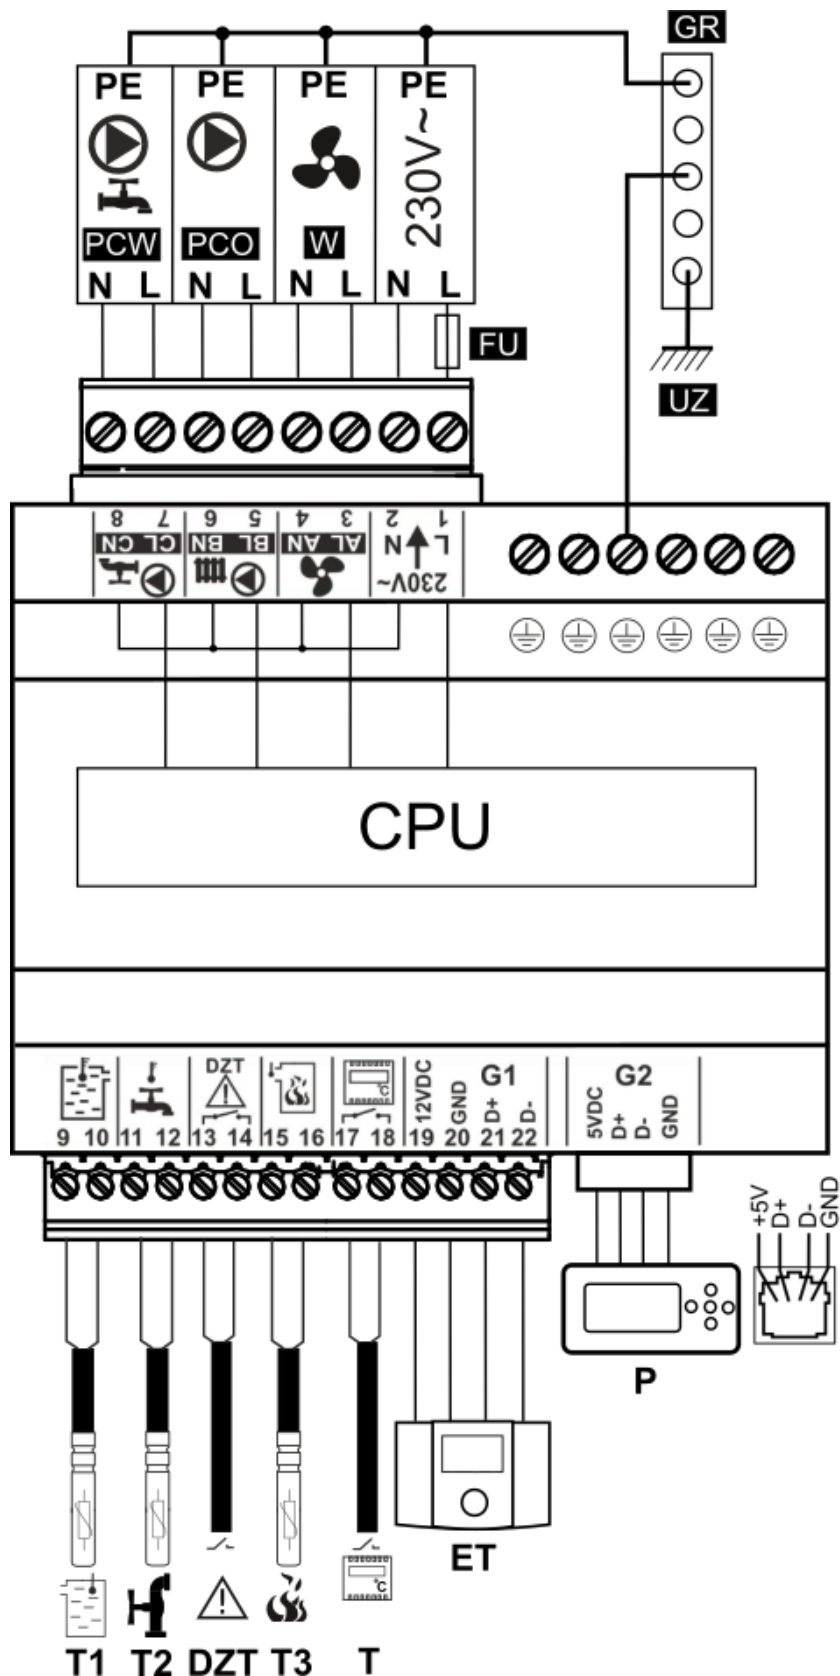 GR
PE PE PE PE
230V~
PCW PCO W
N L N L N L N L
FU
UZ
8 7 6 5 4 3 2 1
CN CL BN BL AN AL N L
230V~
CPU
DZT
°C
12VDC
GND
G1
D+
D-
G2
5VDC
D+
D-
GND
9 10 11 12 13 14 15 16 17 18 19 20 21 22
+5V
D+
D-
GND
P
ET
°C
T1 T2 DZT T3 T